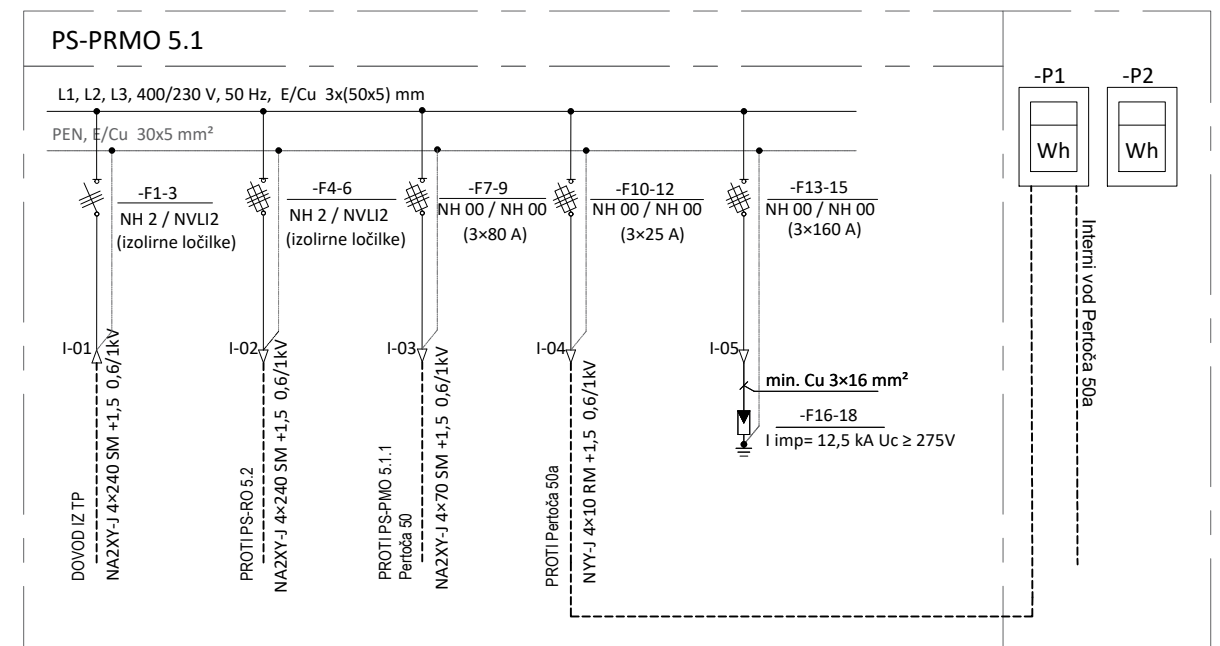 PS-PRMO 5.1
L1, L2, L3, 400/230 V, 50 Hz, E/Cu 3x(50x5) mm
PEN, E/Cu 30x5 mm²
-F1-3
NH 2 / NVLI2
(izolirne ločilke)
-F4-6
NH 2 / NVLI2
(izolirne ločilke)
-F7-9
NH 00 / NH 00
(3×80 A)
-F10-12
NH 00 / NH 00
(3×25 A)
-F13-15
NH 00 / NH 00
(3×160 A)
-P1
Wh
-P2
Wh
I-01
I-02
I-03
I-04
I-05
DOVOD IZ TP
NA2XY-J 4×240 SM +1,5 0,6/1kV
PROTI PS-RO 5.2
NA2XY-J 4×240 SM +1,5 0,6/1kV
PROTI PS-PMO 5.1.1
Pertoča 50
NA2XY-J 4×70 SM +1,5 0,6/1kV
PROTI Pertoča 50a
NYY-J 4×10 RM +1,5 0,6/1kV
min. Cu 3×16 mm²
-F16-18
I imp= 12,5 kA Uc ≥ 275V
Interni vod Pertoča 50a